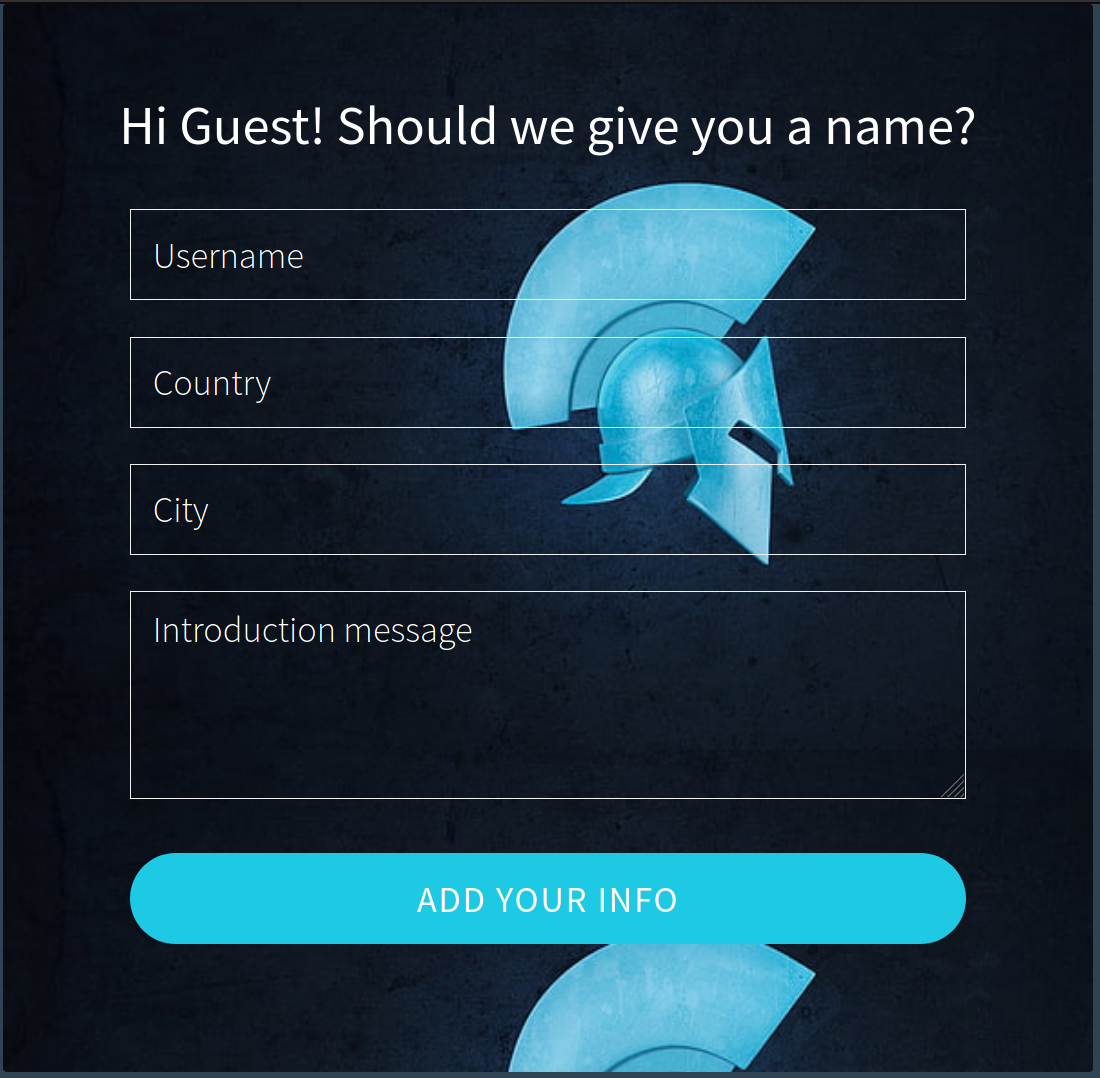 Hi Guest! Should we give you a name?
Username
Country
City
Introduction message
ADD YOUR INFO